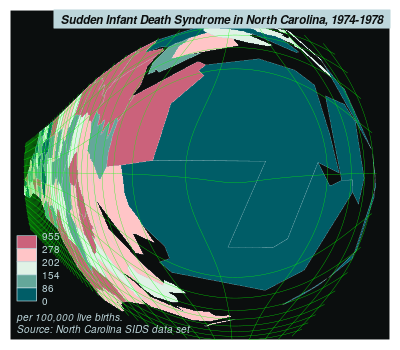 Sudden Infant Death Syndrome in North Carolina, 1974-1978
955
278
202
154
86
0
per 100,000 live births.
Source: North Carolina SIDS data set